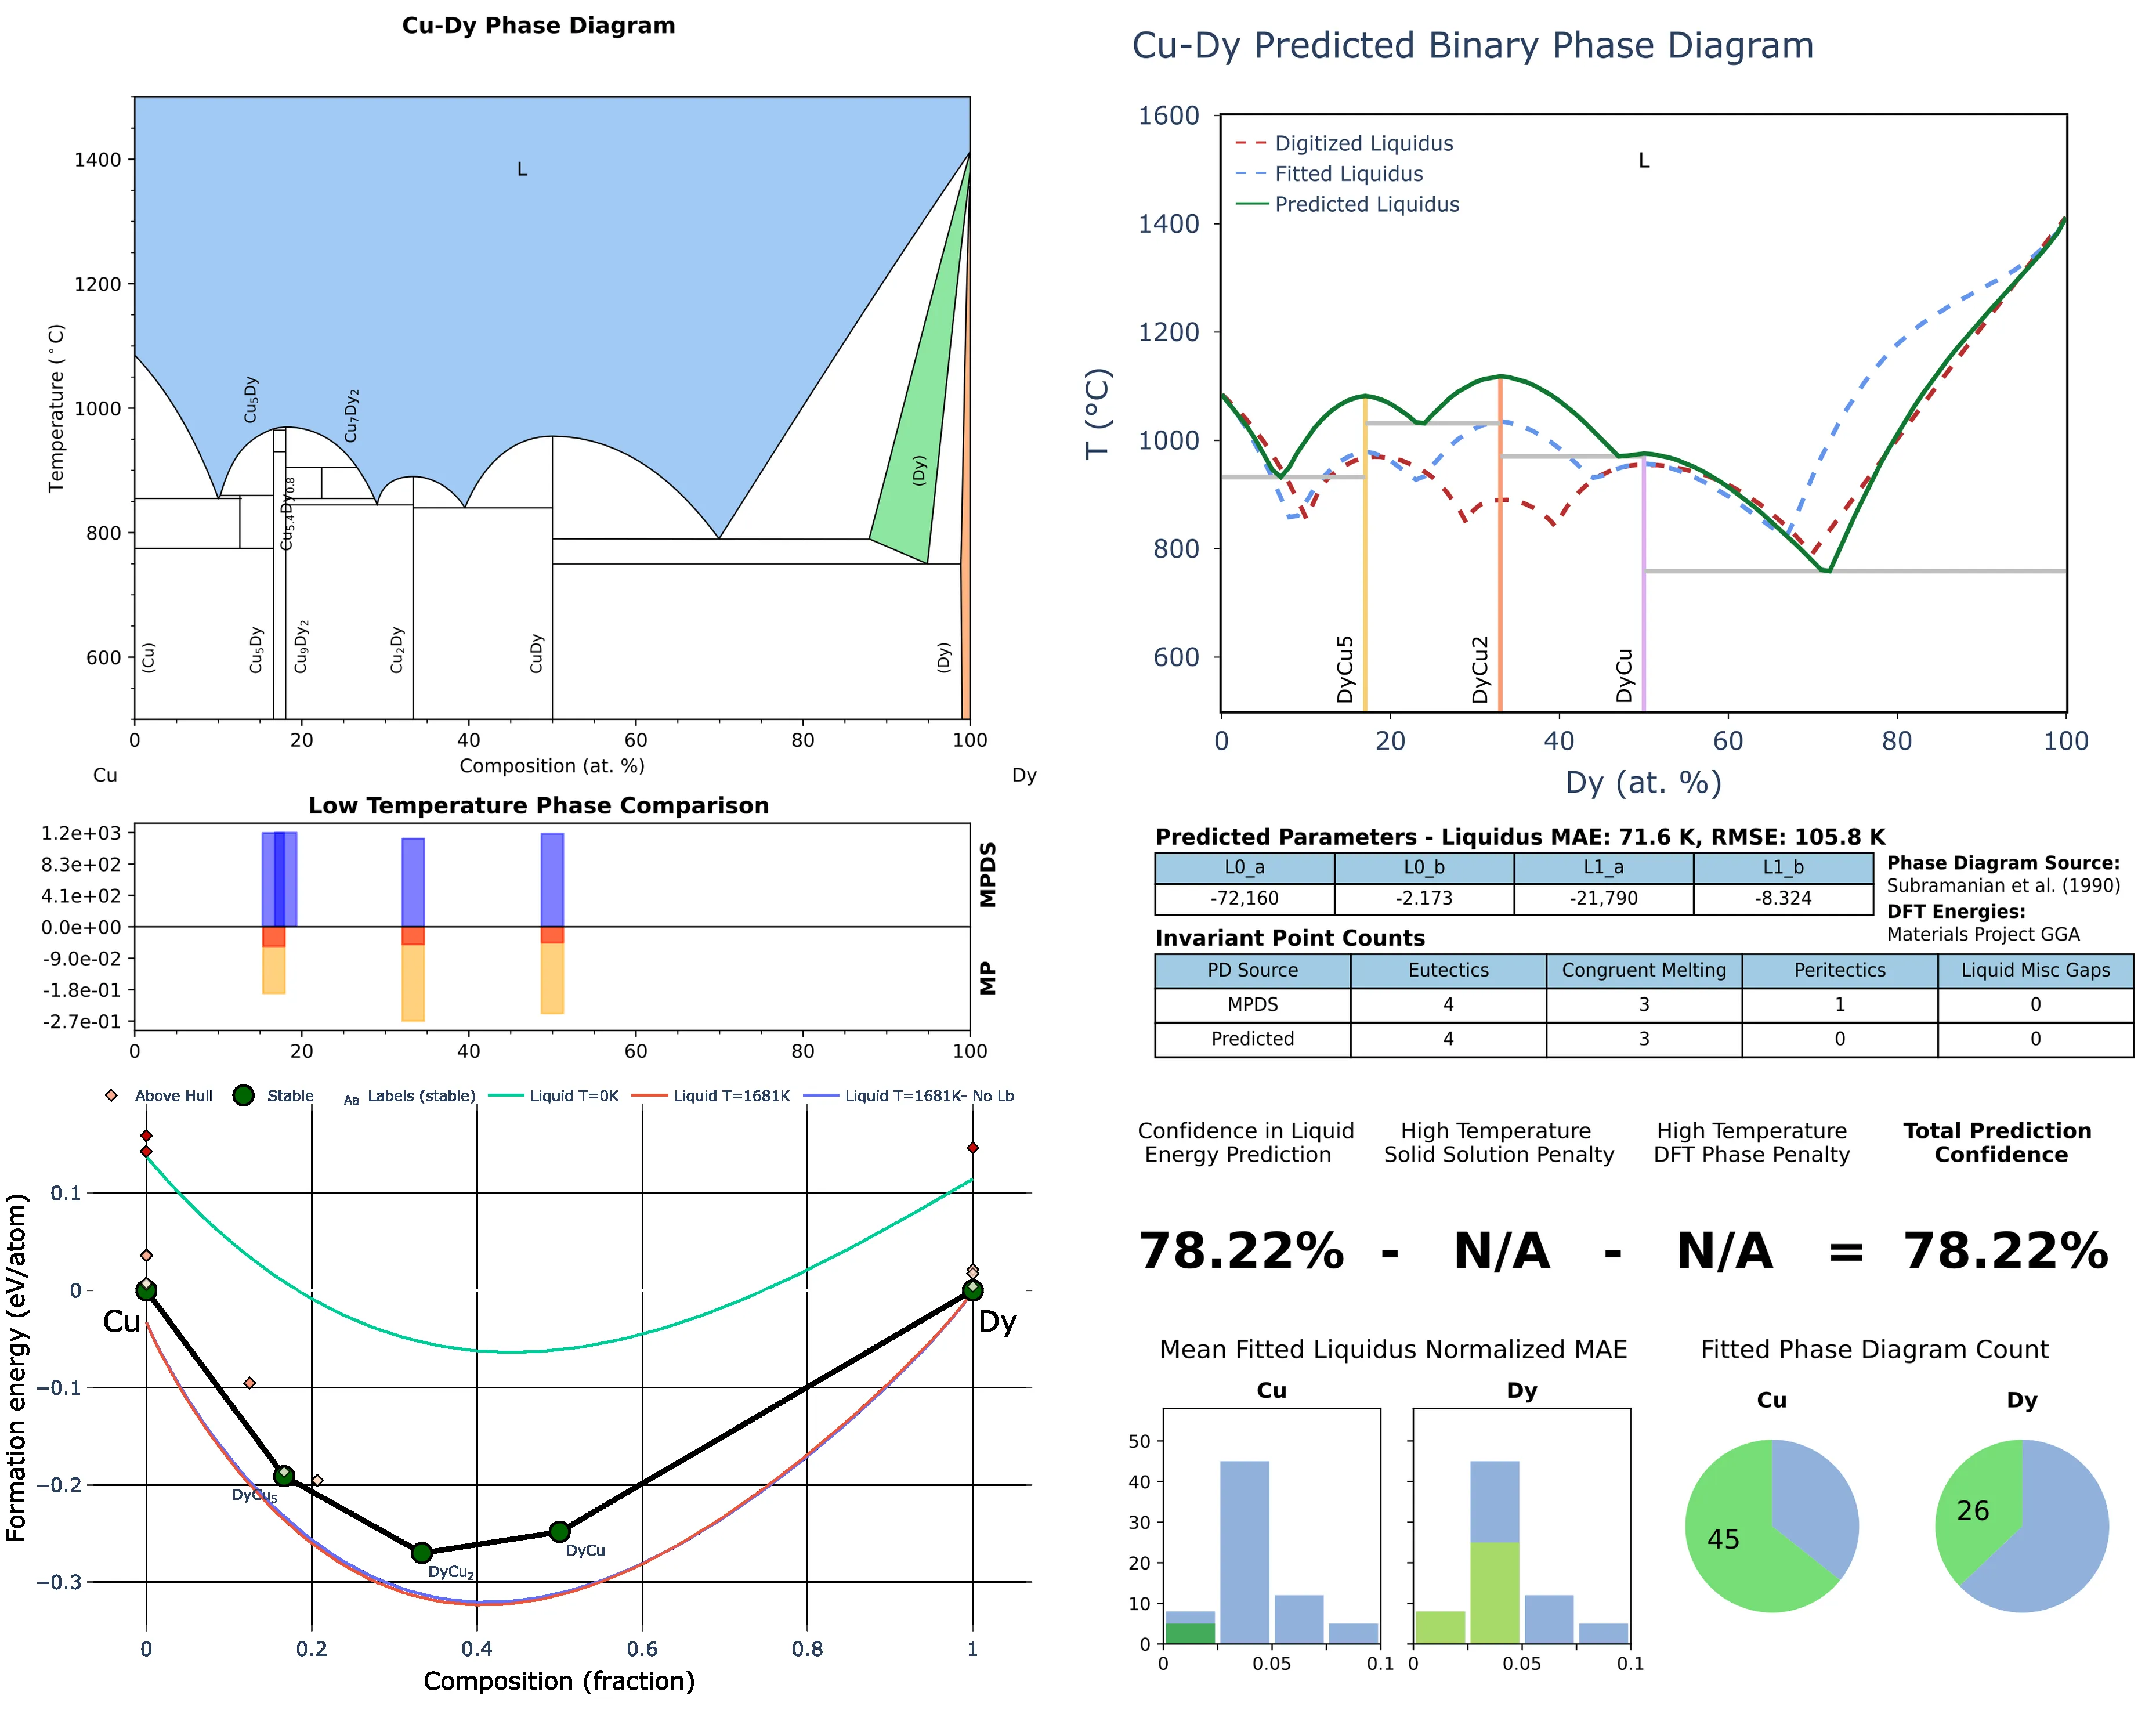 Cu-Dy Phase Diagram
Temperature (°C)
1400
1200
1000
800
600
L
Cu₅Dy
Cu₇Dy₂
Cu₅.₄Dy₀.₈
(Dy)
(Cu)
Cu₅Dy
Cu₉Dy₂
Cu₂Dy
CuDy
(Dy)
0 20 40 60 80 100
Composition (at. %)
Cu Dy
Low Temperature Phase Comparison
1.2e+03
8.3e+02
4.1e+02
0.0e+00
-9.0e-02
-1.8e-01
-2.7e-01
MPDS
MP
0 20 40 60 80 100
Above Hull Stable Aa Labels (stable) Liquid T=0K Liquid T=1681K Liquid T=1681K- No Lb
Formation energy (eV/atom)
0.1
0
−0.1
−0.2
−0.3
Cu
Dy
DyCu₅
DyCu₂
DyCu
0 0.2 0.4 0.6 0.8 1
Composition (fraction)
Cu-Dy Predicted Binary Phase Diagram
T (°C)
1600
1400
1200
1000
800
600
Digitized Liquidus
Fitted Liquidus
Predicted Liquidus
L
DyCu5
DyCu2
DyCu
0 20 40 60 80 100
Dy (at. %)
Predicted Parameters - Liquidus MAE: 71.6 K, RMSE: 105.8 K
L0_a L0_b L1_a L1_b
-72,160 -2.173 -21,790 -8.324
Phase Diagram Source:
Subramanian et al. (1990)
DFT Energies:
Materials Project GGA
Invariant Point Counts
PD Source Eutectics Congruent Melting Peritectics Liquid Misc Gaps
MPDS 4 3 1 0
Predicted 4 3 0 0
Confidence in Liquid
Energy Prediction
High Temperature
Solid Solution Penalty
High Temperature
DFT Phase Penalty
Total Prediction
Confidence
78.22% - N/A - N/A = 78.22%
Mean Fitted Liquidus Normalized MAE
Cu
Dy
50
40
30
20
10
0
0 0.05 0.1
0 0.05 0.1
Fitted Phase Diagram Count
Cu
Dy
45
26